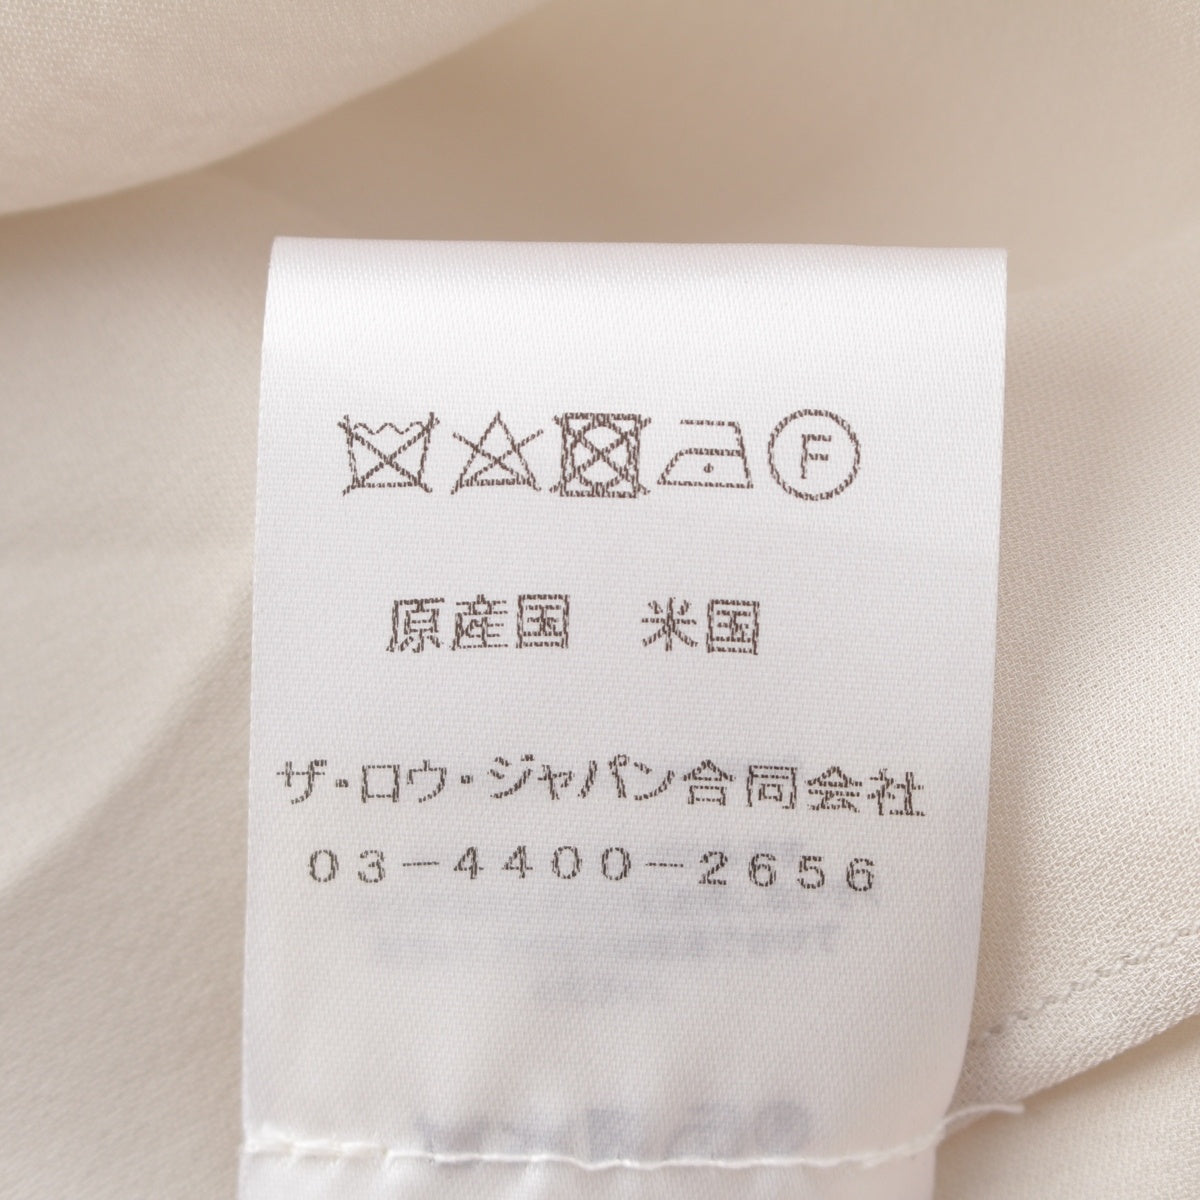 F
原産国　米国
ザ・ロウ・ジャパン合同会社
03-4400-2656